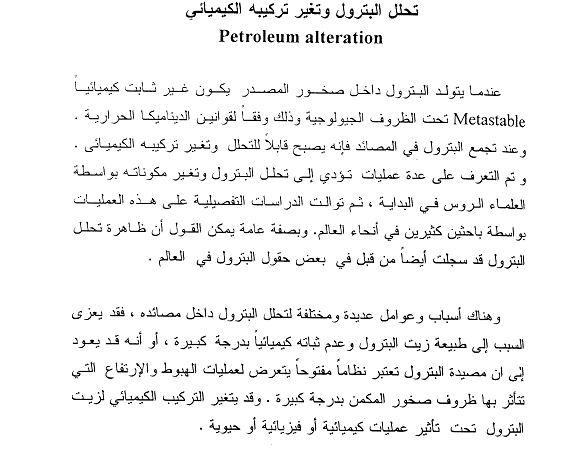 تحلل البترول وتغير تركيبه الكيميائي
Petroleum alteration
عندما يتولد البترول داخل صخور المصدر يكون غير ثابت كيميائياً
Metastable تحت الظروف الجيولوجية وذلك وفقاً لقوانين الديناميكا الحرارية .
وعند تجمع البترول في المصائد فإنه يصبح قابلاً للتحلل وتغير تركيبه الكيميائى .
و تم التعرف على عدة عمليات تؤدي إلى تحلل البترول وتغير مكوناته بواسطة
العلماء الروس في البداية ، ثم توالت الدراسات التفصيلية على هذه العمليات
بواسطة باحثين كثيرين في أنحاء العالم. وبصفة عامة يمكن القول أن ظاهرة تحلل
البترول قد سجلت أيضاً من قبل في بعض حقول البترول في العالم .
وهناك أسباب وعوامل عديدة ومختلفة لتحلل البترول داخل مصائده ، فقد يعزى
السبب إلى طبيعة زيت البترول وعدم ثباته كيميائياً بدرجة كبيرة ، أو أنه قد يعود
إلى ان مصيدة البترول تعتبر نظاماً مفتوحاً يتعرض لعمليات الهبوط والإرتفاع التي
تتأثر بها ظروف صخور المكمن بدرجة كبيرة . وقد يتغير التركيب الكيميائي لزيت
البترول تحت تأثير عمليات كيميائية أو فيزيائية أو حيوية .